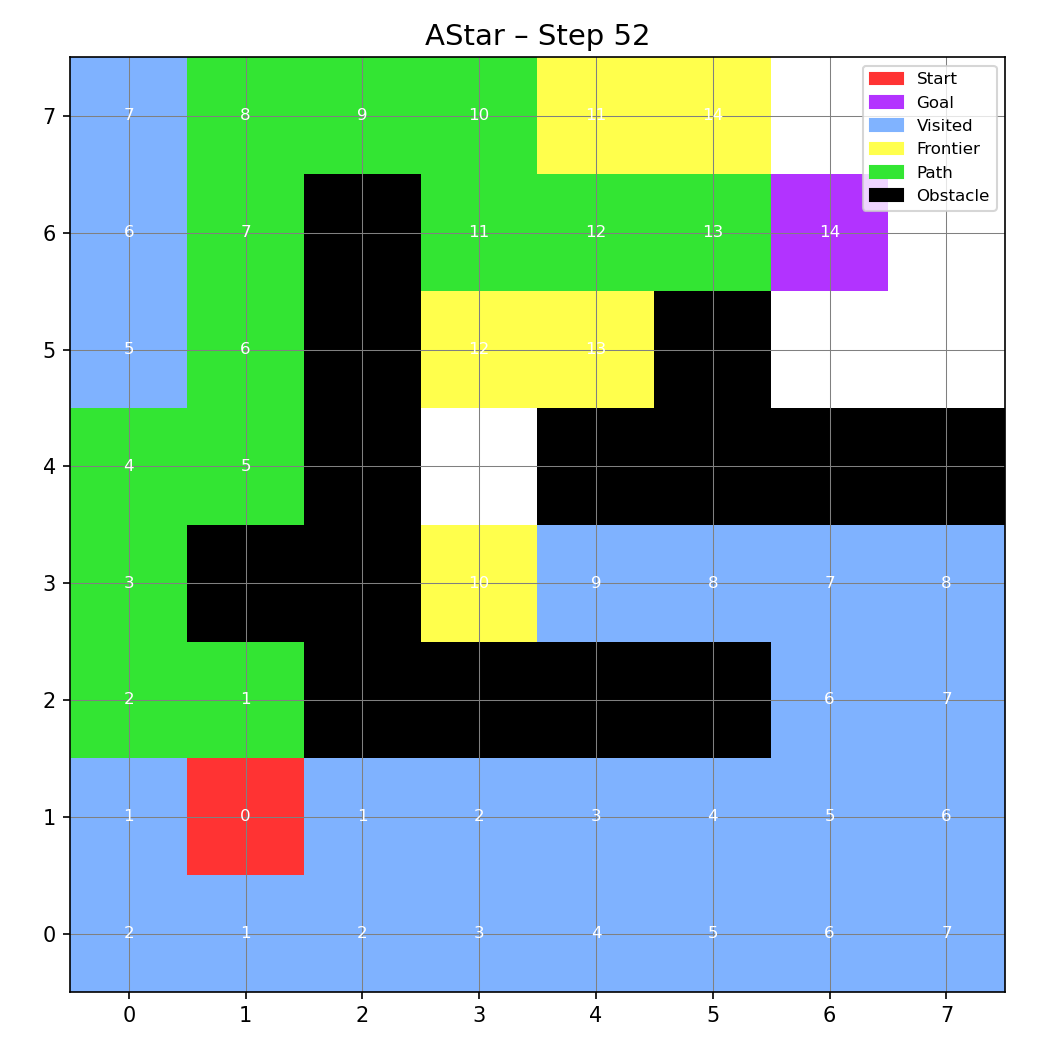 AStar – Step 52
Start
Goal
Visited
Frontier
Path
Obstacle
7 7 8 9 10 11 14
6 6 7 11 12 13 14
5 5 6 12 13
4 4 5
3 3 10 9 8 7 8
2 2 1 6 7
1 1 0 1 2 3 4 5 6
0 2 1 2 3 4 5 6 7
0 1 2 3 4 5 6 7